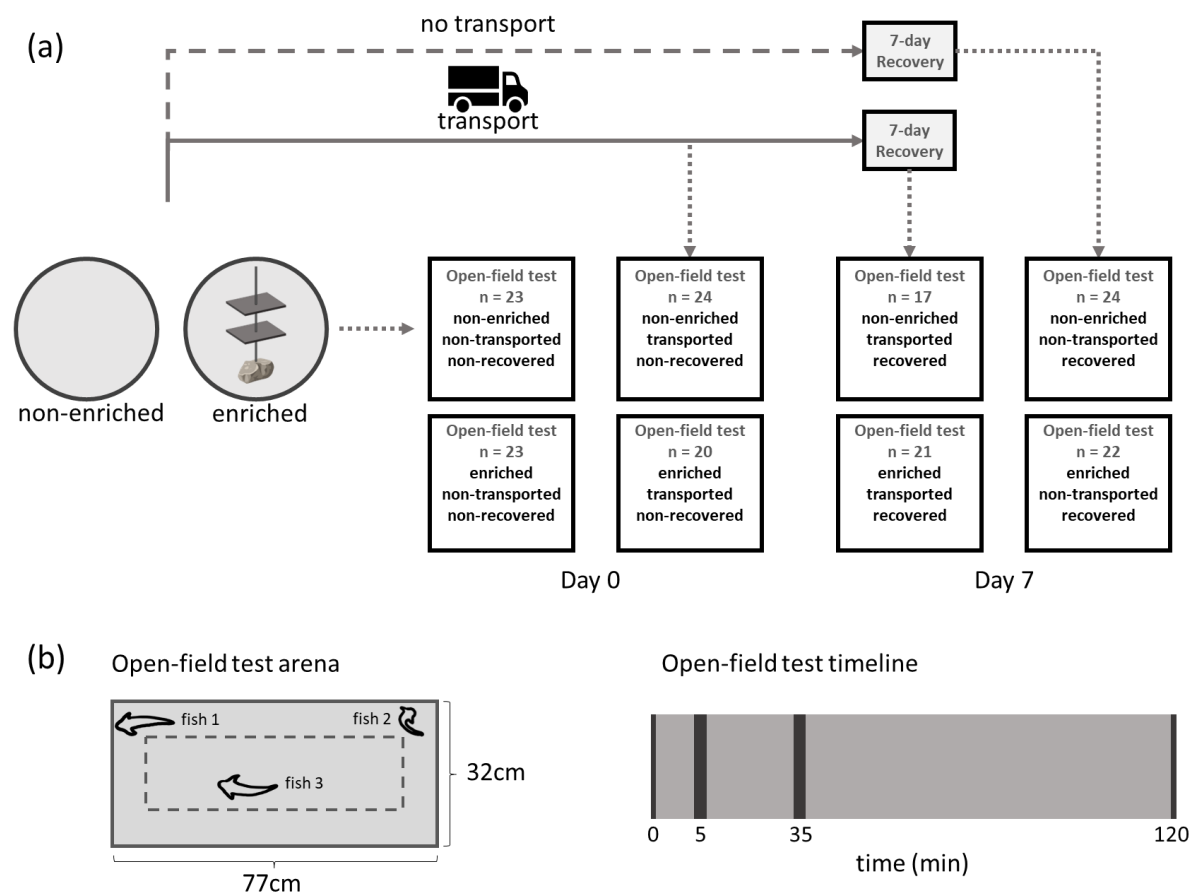 (a)
no transport
7-day
Recovery
transport
7-day
Recovery
non-enriched
enriched
Open-field test
n = 23
non-enriched
non-transported
non-recovered
Open-field test
n = 24
non-enriched
transported
non-recovered
Open-field test
n = 17
non-enriched
transported
recovered
Open-field test
n = 24
non-enriched
non-transported
recovered
Open-field test
n = 23
enriched
non-transported
non-recovered
Open-field test
n = 20
enriched
transported
non-recovered
Open-field test
n = 21
enriched
transported
recovered
Open-field test
n = 22
enriched
non-transported
recovered
Day 0
Day 7
(b)
Open-field test arena
fish 1
fish 2
fish 3
32cm
77cm
Open-field test timeline
0 5 35 120
time (min)